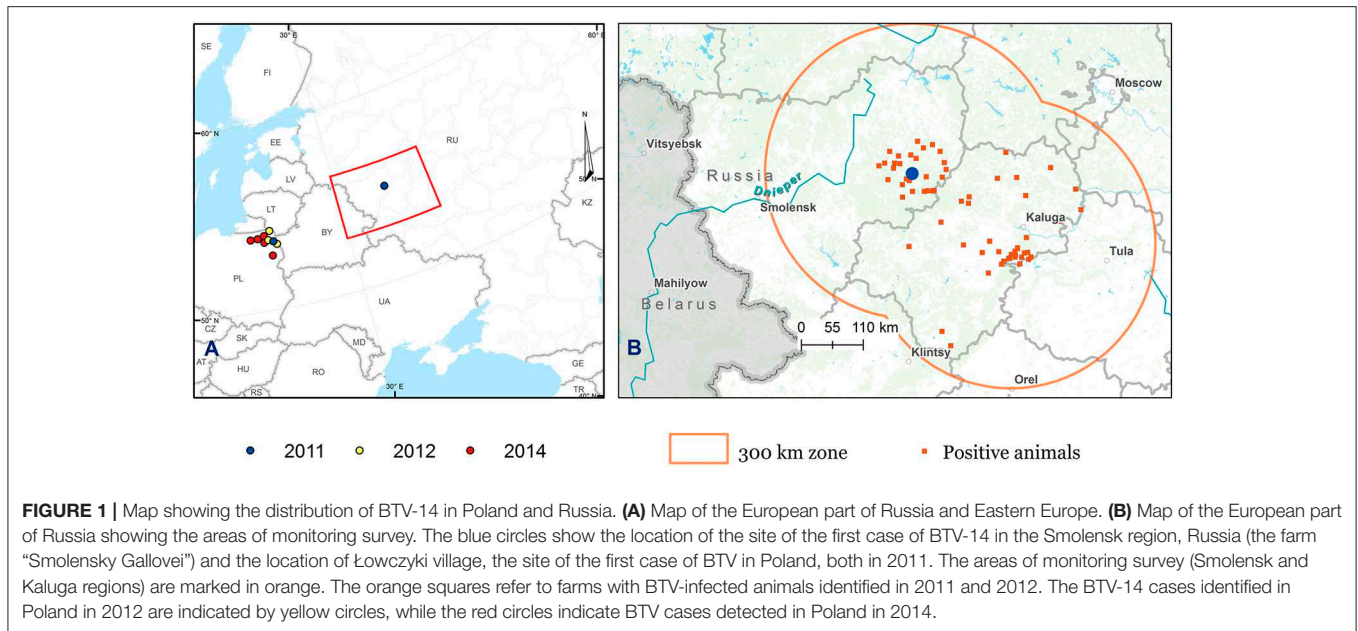 30° E
60° E
SE
FI
60° N
N
EE
RU
LV
50° N
LT
KZ
BY
PL
UA
50° N
CZ
SK
MD
AT
HU
RO
GE
RS
TR
30° E
40° N
A
Moscow
Vitsyebsk
Russia
Dnieper
Smolensk
Kaluga
Tula
Mahilyow
Belarus
0 55 110 km
B
Klintsy
Orel
2011 2012 2014 300 km zone Positive animals
FIGURE 1 | Map showing the distribution of BTV-14 in Poland and Russia. (A) Map of the European part of Russia and Eastern Europe. (B) Map of the European part
of Russia showing the areas of monitoring survey. The blue circles show the location of the site of the first case of BTV-14 in the Smolensk region, Russia (the farm
“Smolensky Gallovei”) and the location of Łowczyki village, the site of the first case of BTV in Poland, both in 2011. The areas of monitoring survey (Smolensk and
Kaluga regions) are marked in orange. The orange squares refer to farms with BTV-infected animals identified in 2011 and 2012. The BTV-14 cases identified in
Poland in 2012 are indicated by yellow circles, while the red circles indicate BTV cases detected in Poland in 2014.